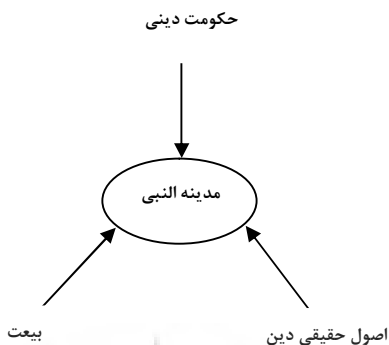 حکومت دینی
مدینه النبی
اصول حقیقی دین
بیعت